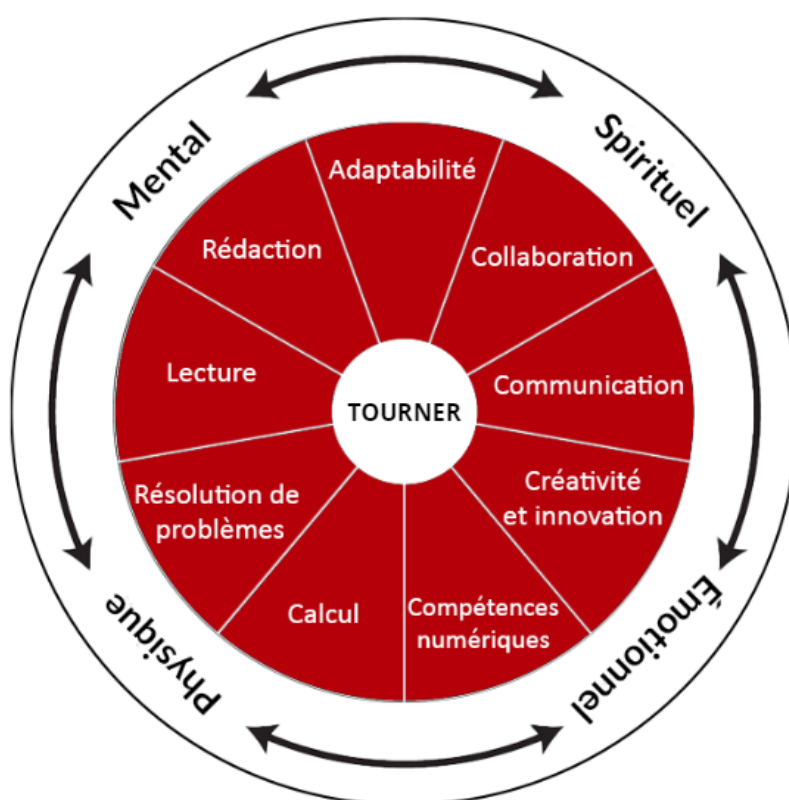 Mental
Spirituel
Adaptabilité
Rédaction
Collaboration
Lecture
Communication
TOURNER
Résolution de
problèmes
Créativité
et innovation
Calcul
Compétences
numériques
Physique
Émotionnel